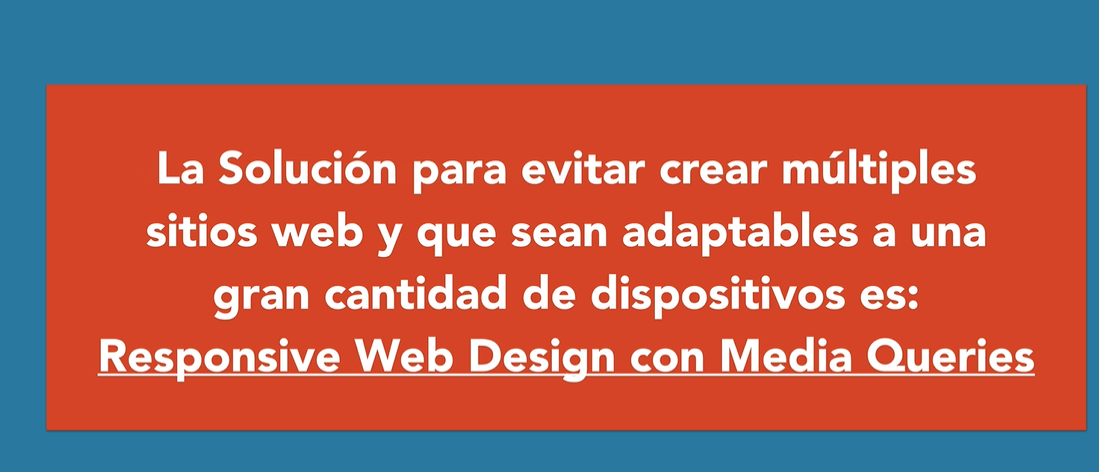 La Solución para evitar crear múltiples
sitios web y que sean adaptables a una
gran cantidad de dispositivos es:
Responsive Web Design con Media Queries